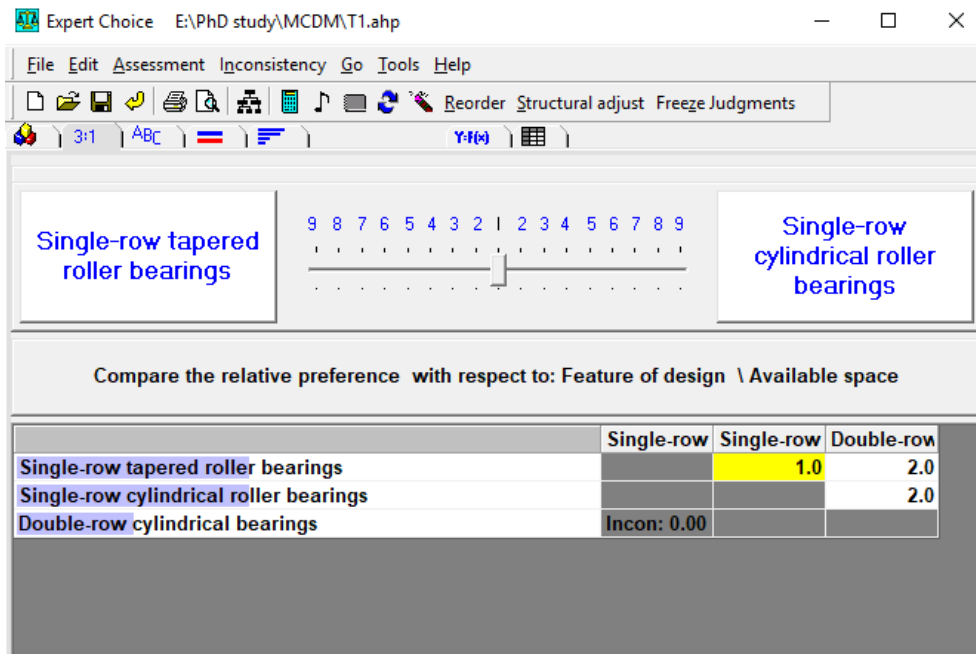 Expert Choice E:\PhD study\MCDM\T1.ahp
File Edit Assessment Inconsistency Go Tools Help
Reorder Structural adjust Freeze Judgments
3:1 ABC Y=F(x)
Single-row tapered
roller bearings
9 8 7 6 5 4 3 2 1 2 3 4 5 6 7 8 9
Single-row
cylindrical roller
bearings
Compare the relative preference with respect to: Feature of design \ Available space
Single-row Single-row Double-row
Single-row tapered roller bearings 1.0 2.0
Single-row cylindrical roller bearings 2.0
Double-row cylindrical bearings Incon: 0.00